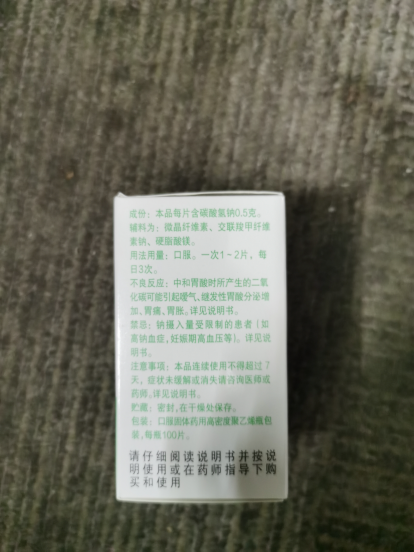 成份：本品每片含碳酸氢钠0.5克。
辅料为：微晶纤维素、交联羧甲纤维
素钠、硬脂酸镁。
用法用量：口服。一次1～2片，每
日3次。
不良反应：中和胃酸时所产生的二氧
化碳可能引起嗳气、继发性胃酸分泌增
加，胃痛，胃胀。详见说明书。
禁忌：钠摄入量受限制的患者（如
高钠血症，妊娠期高血压等）。详见说
明书。
注意事项：本品连续使用不得超过7
天，症状未缓解或消失请咨询医师或
药师。详见说明书。
贮藏：密封，在干燥处保存。
包装：口服固体药用高密度聚乙烯瓶包
装，每瓶100片。
请仔细阅读说明书并按说
明使用或在药师指导下购
买和使用